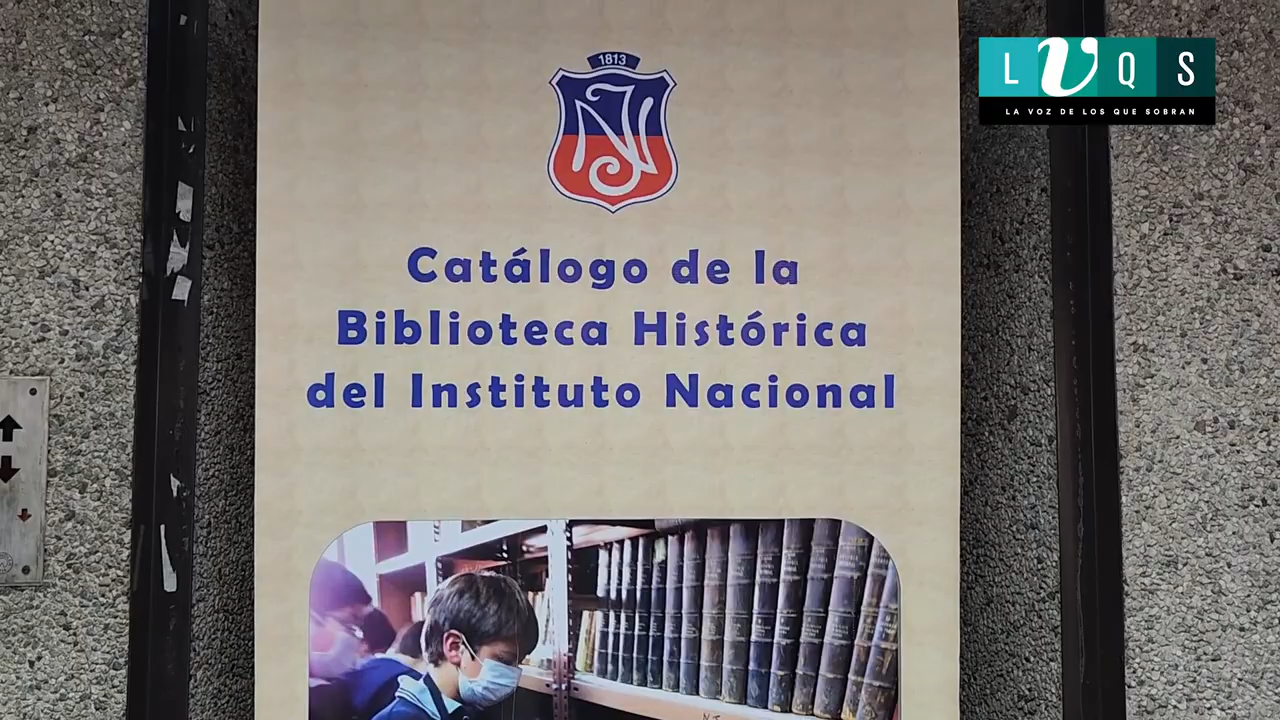 1813
Catálogo de la
Biblioteca Histórica
del Instituto Nacional
L V Q S
LA VOZ DE LOS QUE SOBRAN